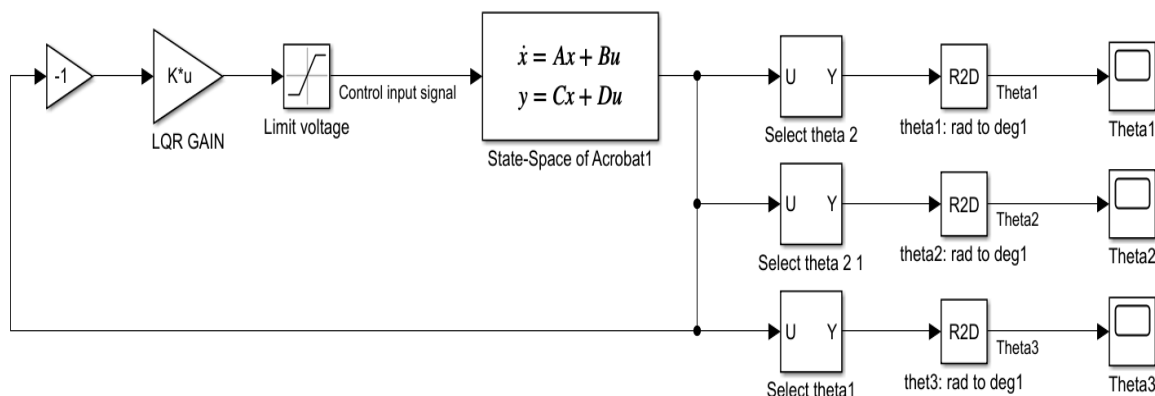 -1
K*u
LQR GAIN
Limit voltage
Control input signal
ẋ = Ax + Bu
y = Cx + Du
State-Space of Acrobat1
U Y
Select theta 2
R2D
theta1: rad to deg1
Theta1
Theta1
U Y
Select theta 2 1
R2D
theta2: rad to deg1
Theta2
Theta2
U Y
Select theta1
R2D
thet3: rad to deg1
Theta3
Theta3